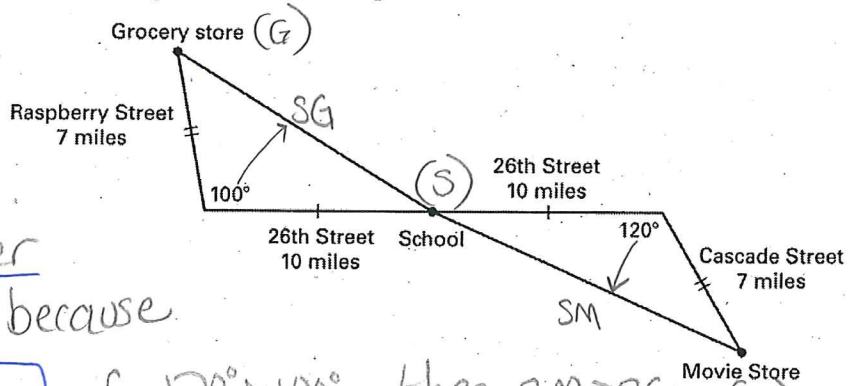 Grocery store (G)
Raspberry Street
7 miles
SG
100°
(S)
26th Street
10 miles
26th Street
10 miles
School
120°
Cascade Street
7 miles
SM
Movie Store
because